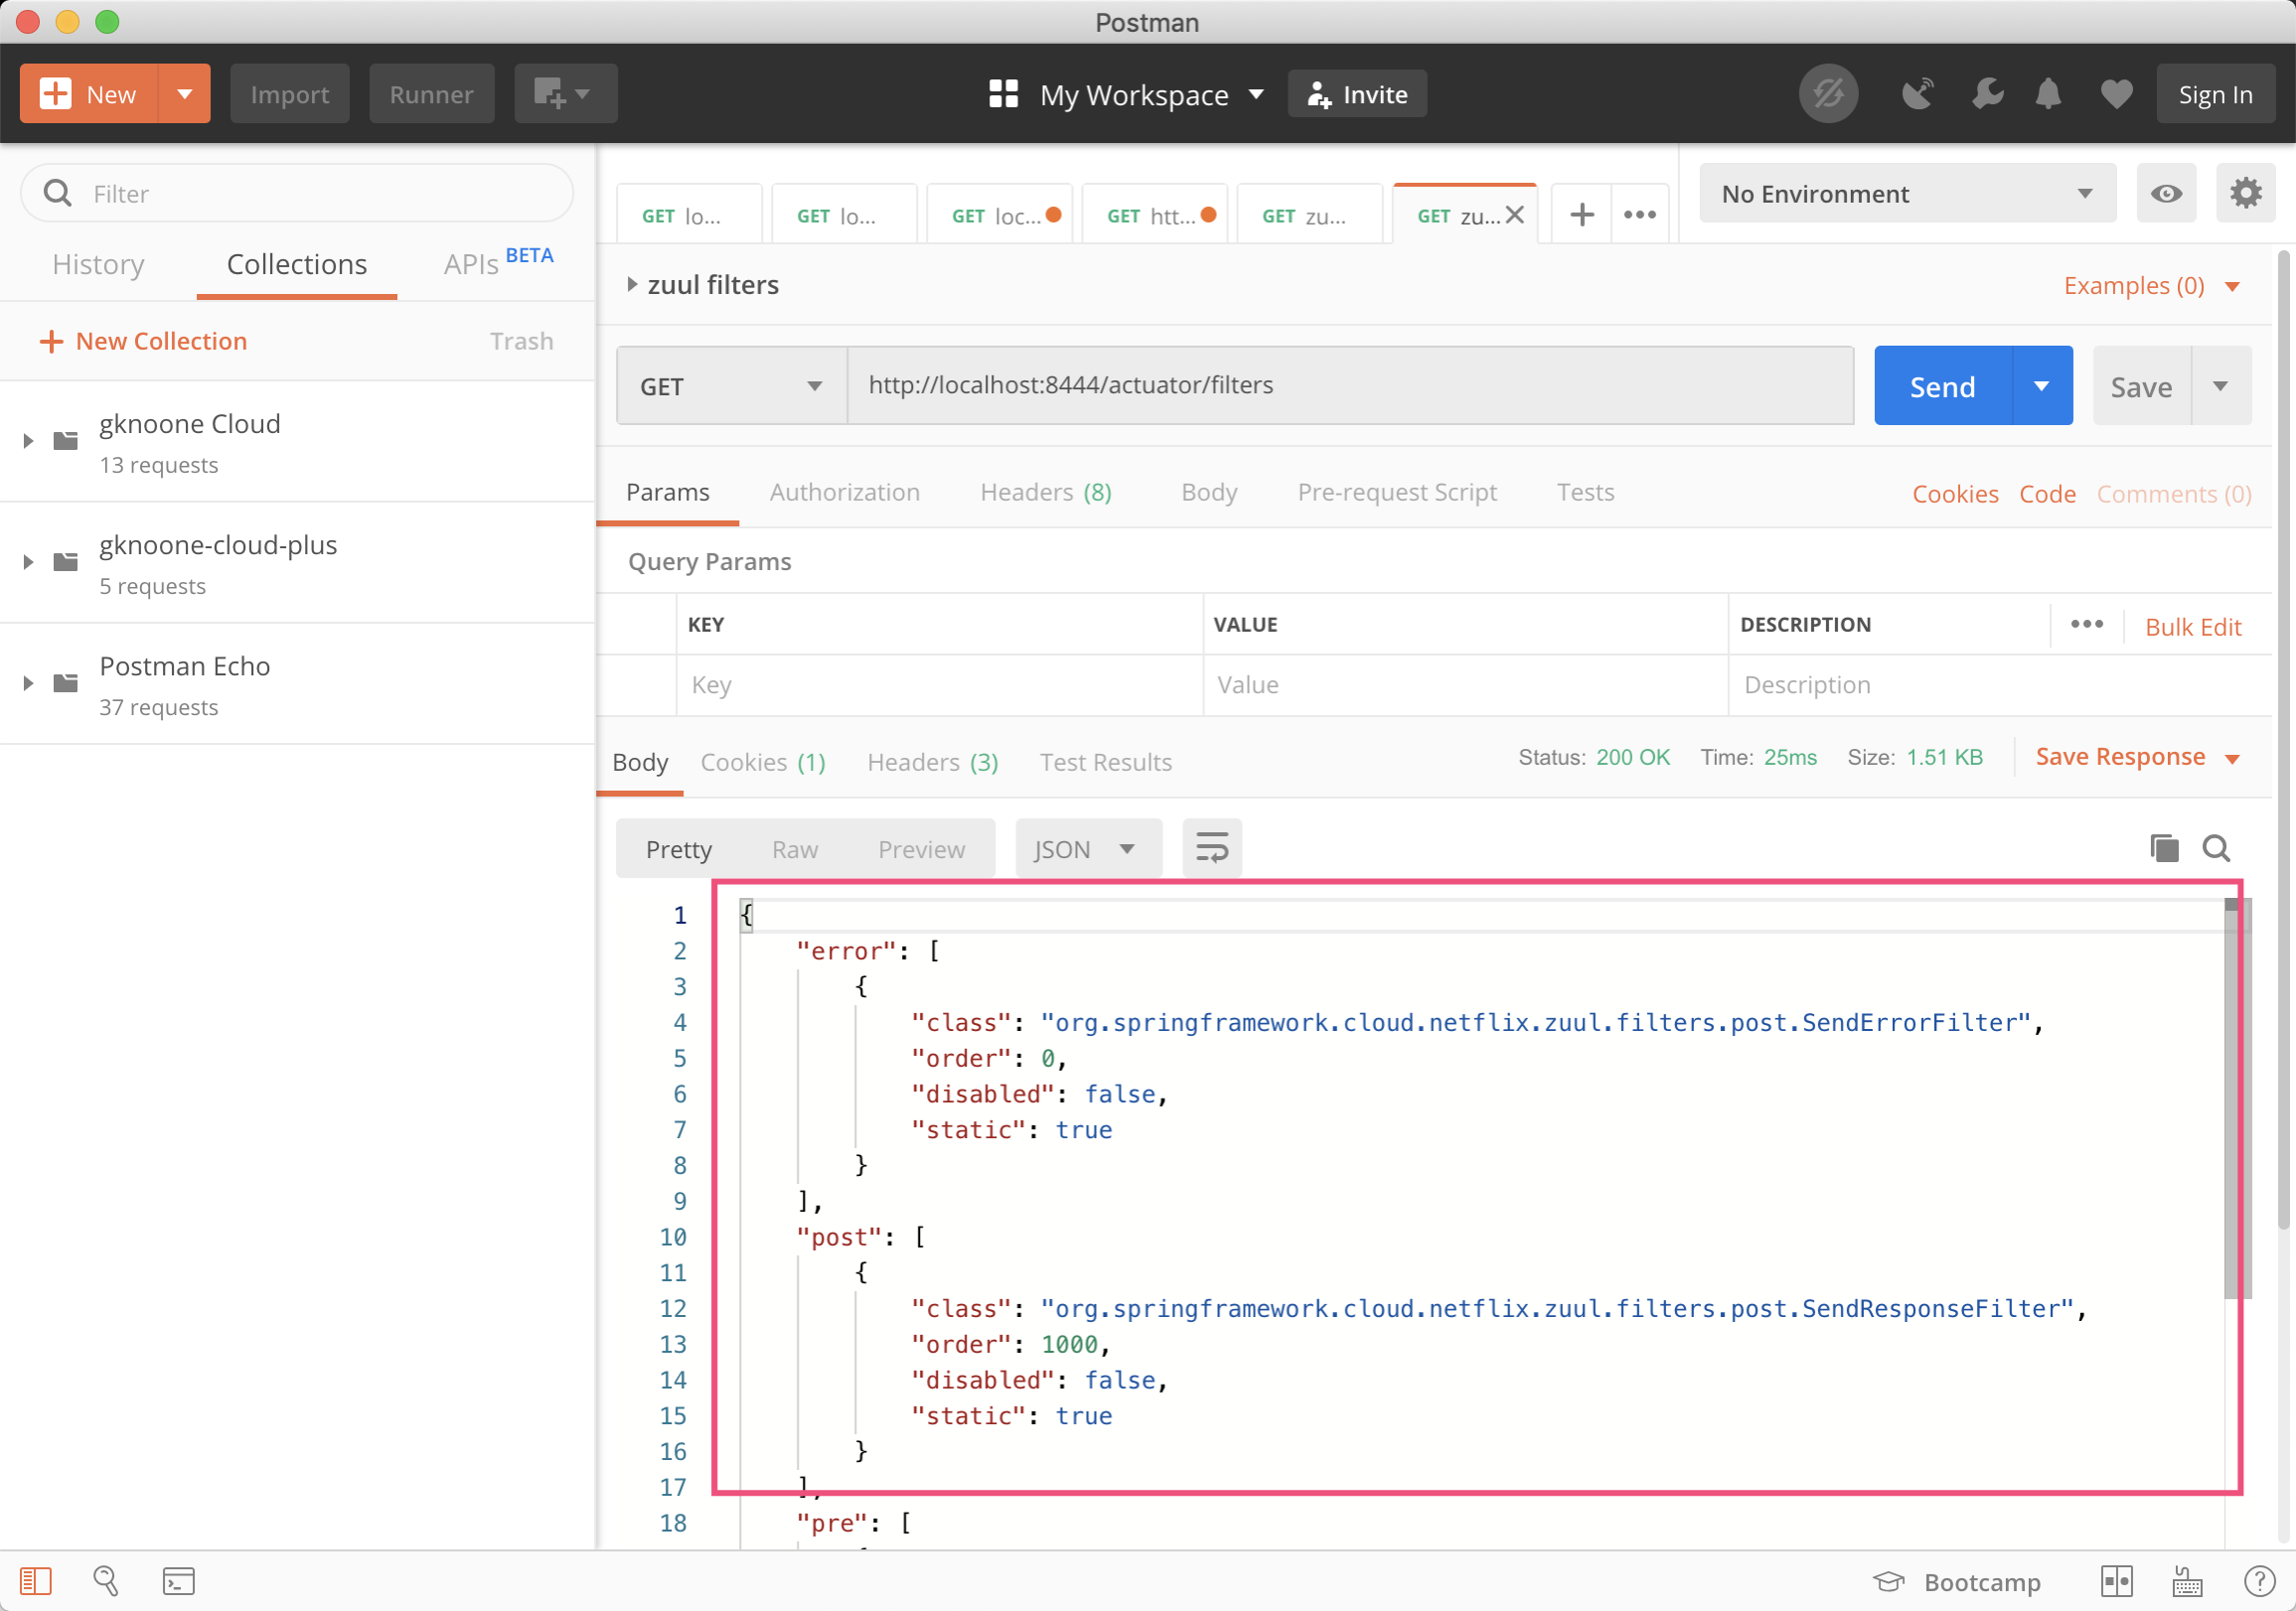 Postman
New
Import
Runner
My Workspace
Invite
Sign In
Filter
History
Collections
APIs BETA
New Collection
Trash
gknoone Cloud
13 requests
gknoone-cloud-plus
5 requests
Postman Echo
37 requests
GET lo...
GET lo...
GET loc...
GET htt...
GET zu...
GET zu...
No Environment
zuul filters
Examples (0)
GET
http://localhost:8444/actuator/filters
Send
Save
Params
Authorization
Headers (8)
Body
Pre-request Script
Tests
Cookies
Code
Comments (0)
Query Params
KEY
VALUE
DESCRIPTION
Bulk Edit
Key
Value
Description
Body
Cookies (1)
Headers (3)
Test Results
Status: 200 OK
Time: 25ms
Size: 1.51 KB
Save Response
Pretty
Raw
Preview
JSON
1 {
2 "error": [
3 {
4 "class": "org.springframework.cloud.netflix.zuul.filters.post.SendErrorFilter",
5 "order": 0,
6 "disabled": false,
7 "static": true
8 }
9 ],
10 "post": [
11 {
12 "class": "org.springframework.cloud.netflix.zuul.filters.post.SendResponseFilter",
13 "order": 1000,
14 "disabled": false,
15 "static": true
16 }
17 ],
18 "pre": [
Bootcamp